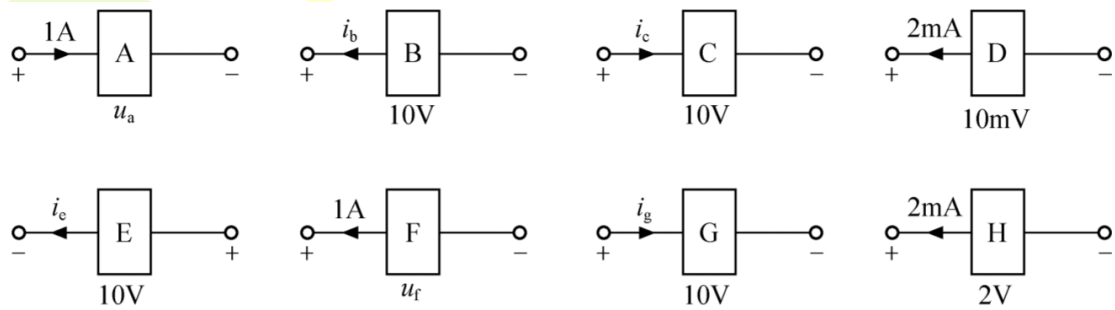 1A i_b i_c 2mA
A B C D
+ − + − + − + −
u_a 10V 10V 10mV
i_e 1A i_g 2mA
E F G H
− + + − + − + −
10V u_f 10V 2V